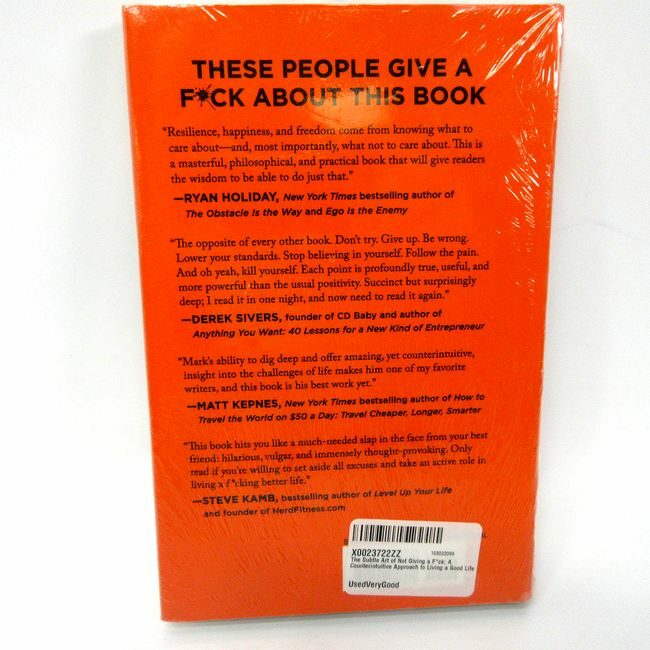 THESE PEOPLE GIVE A
F*CK ABOUT THIS BOOK
“Resilience, happiness, and freedom come from knowing what to
care about—and, most importantly, what not to care about. This is
a masterful, philosophical, and practical book that will give readers
the wisdom to be able to do just that.”
—RYAN HOLIDAY, New York Times bestselling author of
The Obstacle Is the Way and Ego Is the Enemy
“The opposite of every other book. Don’t try. Give up. Be wrong.
Lower your standards. Stop believing in yourself. Follow the pain.
And oh yeah, kill yourself. Each point is profoundly true, useful, and
more powerful than the usual positivity. Succinct but surprisingly
deep; I read it in one night, and now need to read it again.”
—DEREK SIVERS, founder of CD Baby and author of
Anything You Want: 40 Lessons for a New Kind of Entrepreneur
“Mark’s ability to dig deep and offer amazing, yet counterintuitive,
insight into the challenges of life makes him one of my favorite
writers, and this book is his best work yet.”
—MATT KEPNES, New York Times bestselling author of How to
Travel the World on $50 a Day: Travel Cheaper, Longer, Smarter
“This book hits you like a much-needed slap in the face from your best
friend: hilarious, vulgar, and immensely thought-provoking. Only
read if you’re willing to set aside all excuses and take an active role in
living a f*cking better life.”
—STEVE KAMB, bestselling author of Level Up Your Life
and founder of NerdFitness.com
X0023722ZZ
The Subtle Art of Not Giving a F*ck: A
Counterintuitive Approach to Living a Good Life
UsedVeryGood